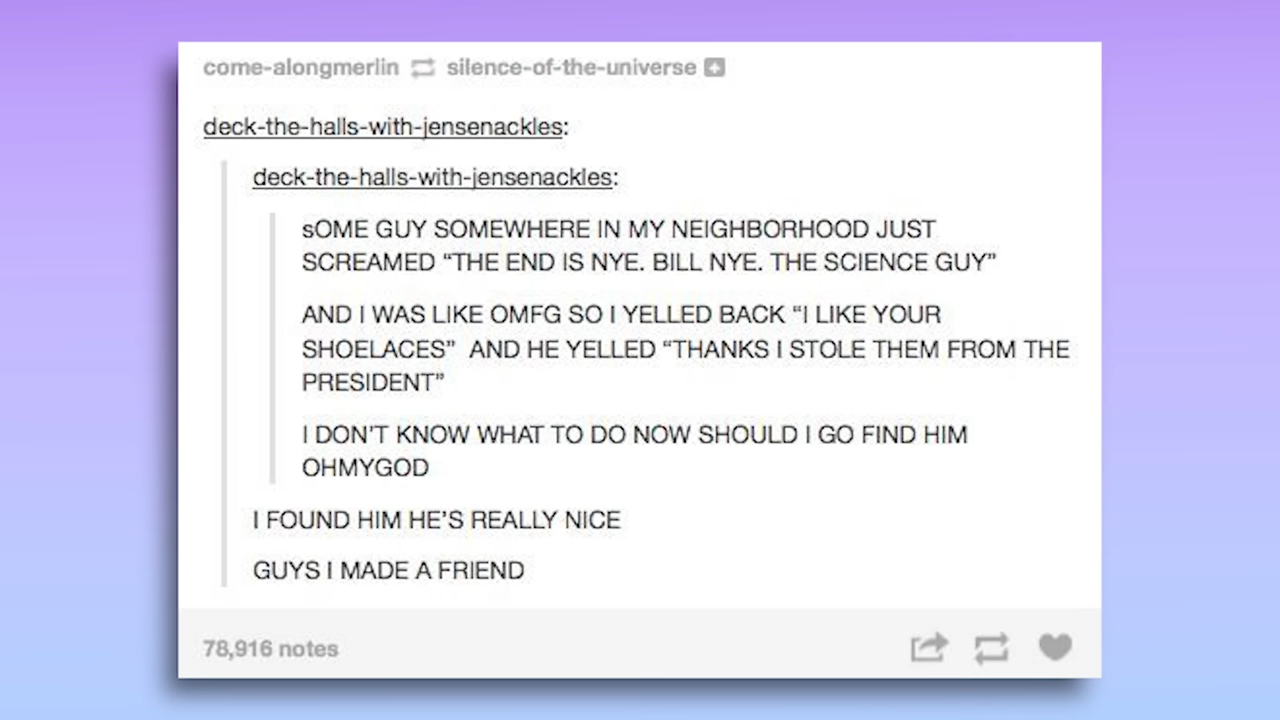 come-alongmerlin silence-of-the-universe
deck-the-halls-with-jensenackles:
deck-the-halls-with-jensenackles:
sOME GUY SOMEWHERE IN MY NEIGHBORHOOD JUST
SCREAMED “THE END IS NYE. BILL NYE. THE SCIENCE GUY”
AND I WAS LIKE OMFG SO I YELLED BACK “I LIKE YOUR
SHOELACES”  AND HE YELLED “THANKS I STOLE THEM FROM THE
PRESIDENT”
I DON’T KNOW WHAT TO DO NOW SHOULD I GO FIND HIM
OHMYGOD
I FOUND HIM HE’S REALLY NICE
GUYS I MADE A FRIEND
78,916 notes